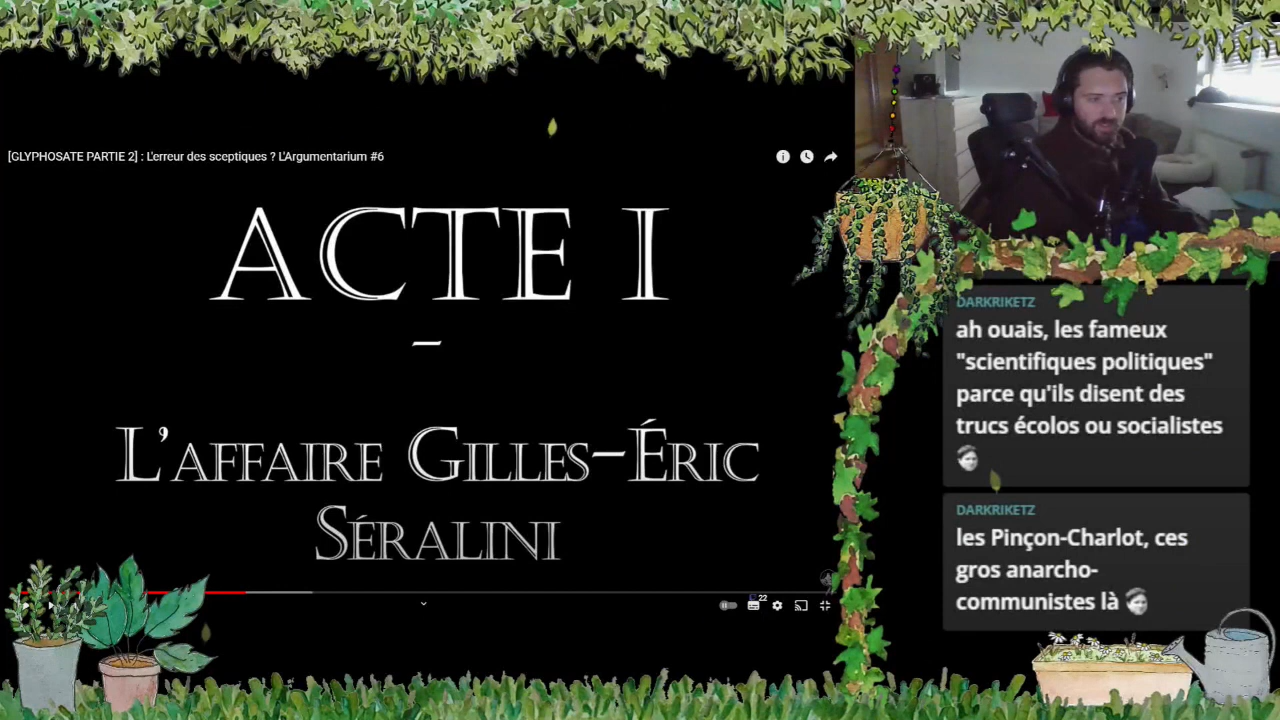 [GLYPHOSATE PARTIE 2] : L'erreur des sceptiques ? L'Argumentarium #6
ACTE I
–
L'AFFAIRE GILLES-ÉRIC
SÉRALINI
22
DARKRIKETZ
ah ouais, les fameux
"scientifiques politiques"
parce qu'ils disent des
trucs écolos ou socialistes
DARKRIKETZ
les Pinçon-Charlot, ces
gros anarcho-
communistes là